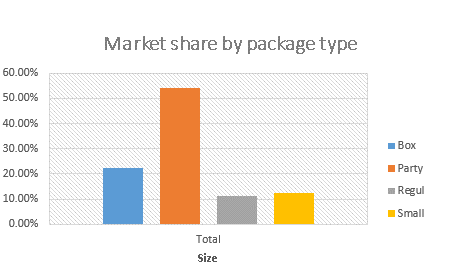 Market share by package type
60.00%
50.00%
40.00%
30.00%
20.00%
10.00%
0.00%
Total
Size
Box
Party
Regul
Small